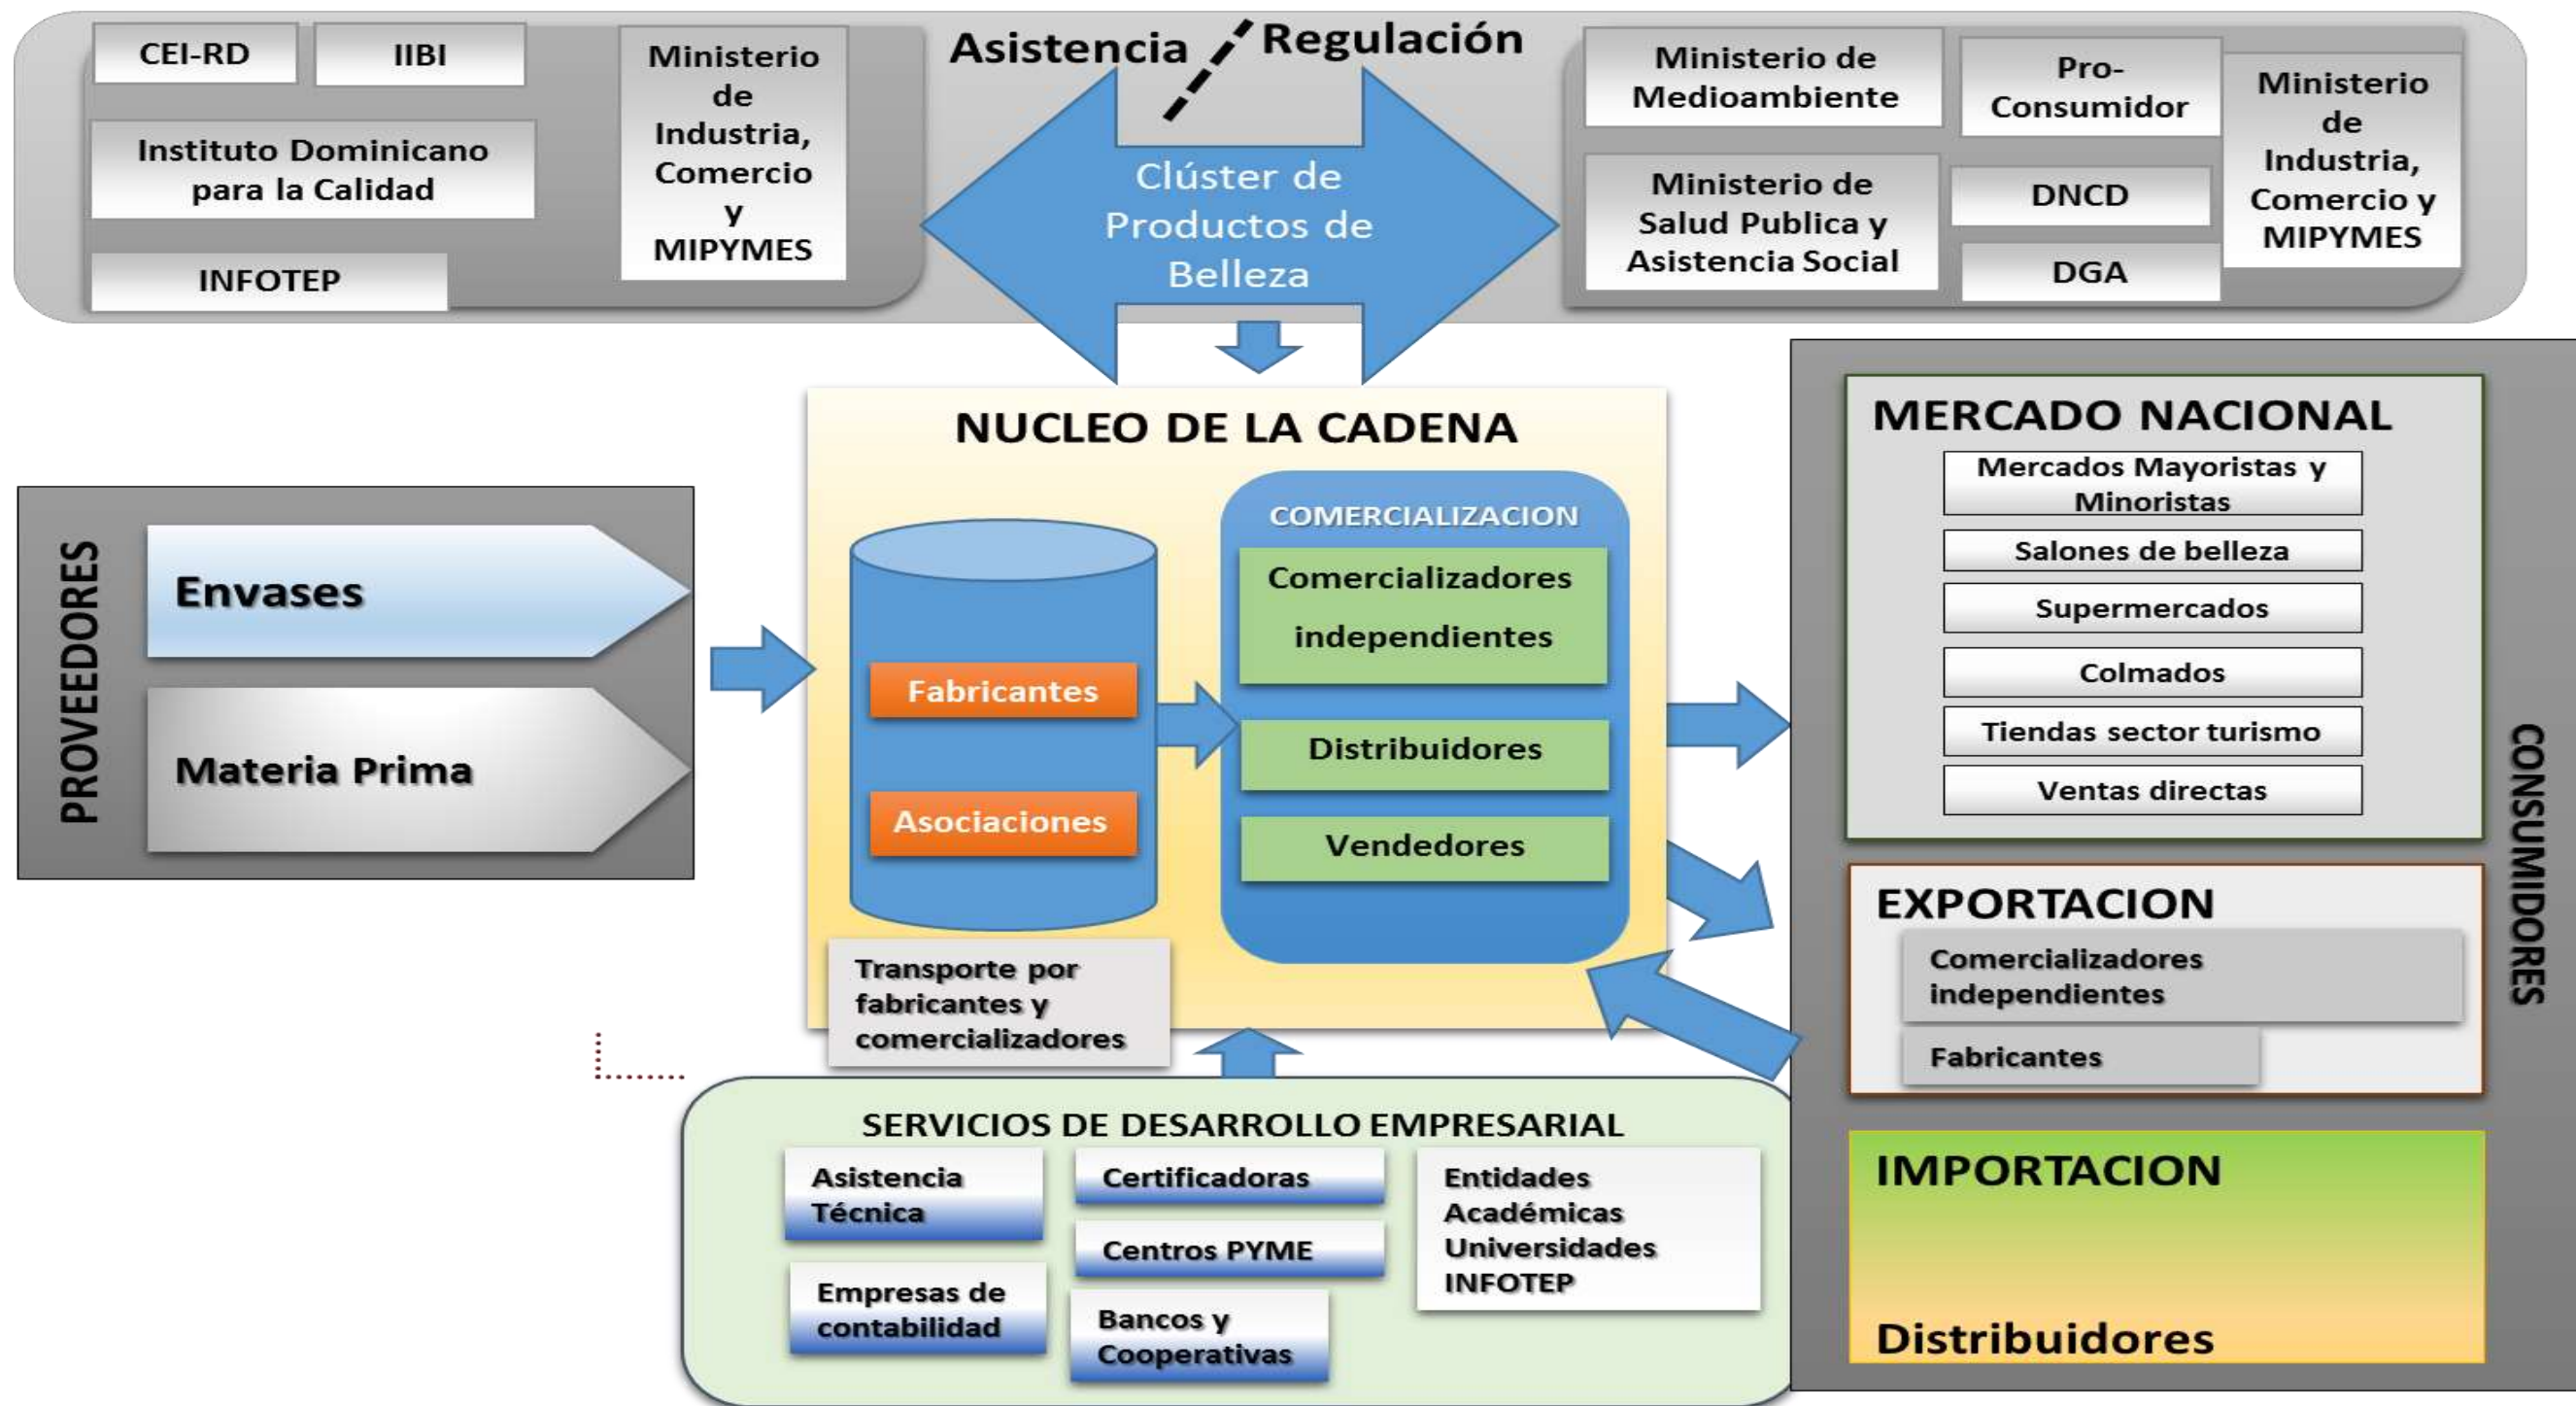 CEI-RD
IIBI
Instituto Dominicano
para la Calidad
INFOTEP
Ministerio
de
Industria,
Comercio
y
MIPYMES
Asistencia
Regulación
Clúster de
Productos de
Belleza
Ministerio de
Medioambiente
Ministerio de
Salud Publica y
Asistencia Social
Pro-
Consumidor
DNCD
DGA
Ministerio
de
Industria,
Comercio y
MIPYMES
PROVEEDORES
Envases
Materia Prima
NUCLEO DE LA CADENA
Fabricantes
Asociaciones
COMERCIALIZACION
Comercializadores
independientes
Distribuidores
Vendedores
Transporte por
fabricantes y
comercializadores
MERCADO NACIONAL
Mercados Mayoristas y
Minoristas
Salones de belleza
Supermercados
Colmados
Tiendas sector turismo
Ventas directas
EXPORTACION
Comercializadores
independientes
Fabricantes
IMPORTACION
Distribuidores
CONSUMIDORES
SERVICIOS DE DESARROLLO EMPRESARIAL
Asistencia
Técnica
Empresas de
contabilidad
Certificadoras
Centros PYME
Bancos y
Cooperativas
Entidades
Académicas
Universidades
INFOTEP